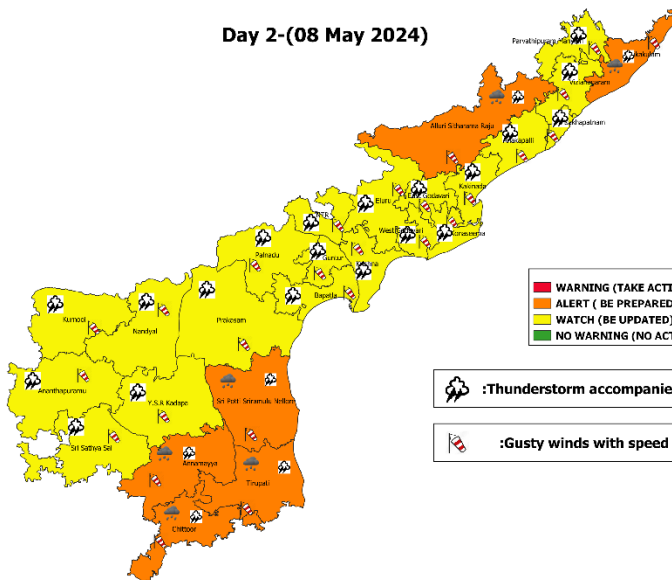 Day 2-(08 May 2024)
Parvathipuram Manyam
Vizianagaram
Alluri Sitharama Raju
Anakapalli
Kakinada
East Godavari
Eluru
NTR
West Godavari
Konaseema
Palnadu
Guntur
Krishna
Bapatla
Prakasam
Kurnool
Nandyal
Ananthapuramu
Y.S.R Kadapa
Sri Potti Sriramulu Nellore
Sri Sathya Sai
Annamayya
Tirupati
Chittoor
WARNING (TAKE ACTI
ALERT ( BE PREPARED
WATCH (BE UPDATED)
NO WARNING (NO ACT
:Thunderstorm accompanie
:Gusty winds with speed